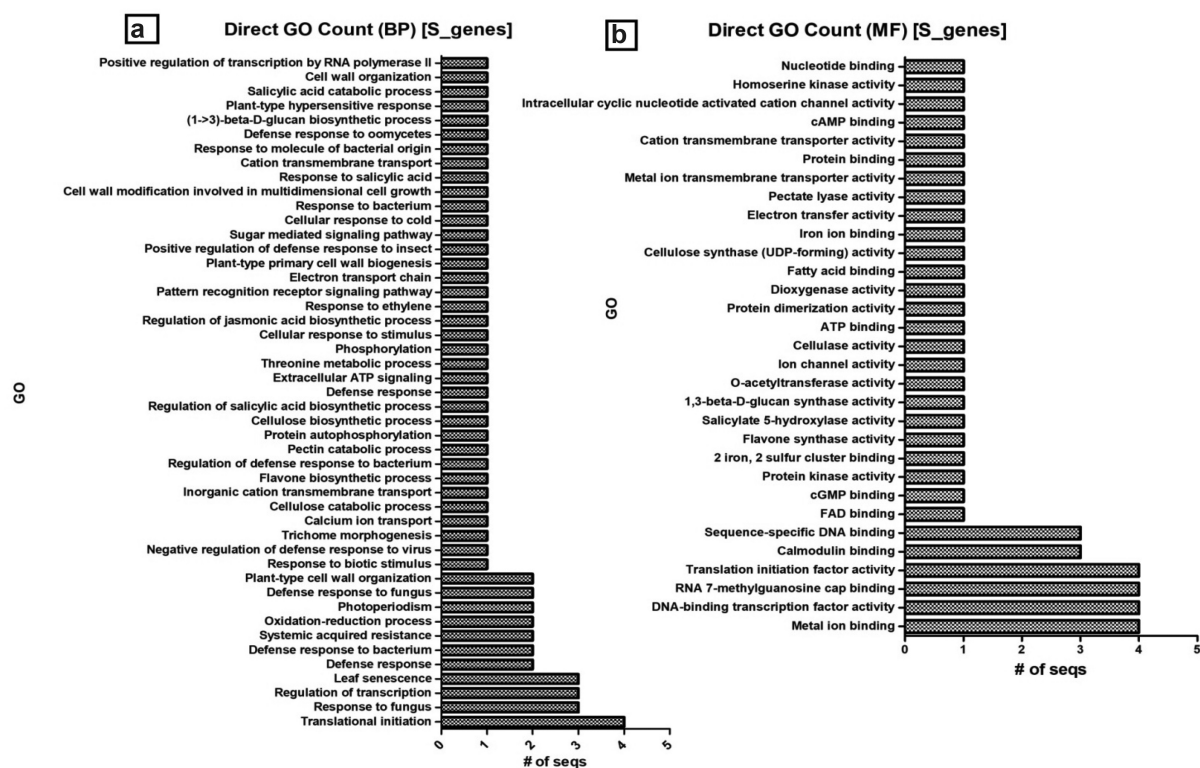 a
Direct GO Count (BP) [S_genes]
Positive regulation of transcription by RNA polymerase II
Cell wall organization
Salicylic acid catabolic process
Plant-type hypersensitive response
(1->3)-beta-D-glucan biosynthetic process
Defense response to oomycetes
Response to molecule of bacterial origin
Cation transmembrane transport
Response to salicylic acid
Cell wall modification involved in multidimensional cell growth
Response to bacterium
Cellular response to cold
Sugar mediated signaling pathway
Positive regulation of defense response to insect
Plant-type primary cell wall biogenesis
Electron transport chain
Pattern recognition receptor signaling pathway
Response to ethylene
Regulation of jasmonic acid biosynthetic process
Cellular response to stimulus
Phosphorylation
Threonine metabolic process
Extracellular ATP signaling
Defense response
Regulation of salicylic acid biosynthetic process
Cellulose biosynthetic process
Protein autophosphorylation
Pectin catabolic process
Regulation of defense response to bacterium
Flavone biosynthetic process
Inorganic cation transmembrane transport
Cellulose catabolic process
Calcium ion transport
Trichome morphogenesis
Negative regulation of defense response to virus
Response to biotic stimulus
Plant-type cell wall organization
Defense response to fungus
Photoperiodism
Oxidation-reduction process
Systemic acquired resistance
Defense response to bacterium
Defense response
Leaf senescence
Regulation of transcription
Response to fungus
Translational initiation
GO
0 1 2 3 4 5
# of seqs
b
Direct GO Count (MF) [S_genes]
Nucleotide binding
Homoserine kinase activity
Intracellular cyclic nucleotide activated cation channel activity
cAMP binding
Cation transmembrane transporter activity
Protein binding
Metal ion transmembrane transporter activity
Pectate lyase activity
Electron transfer activity
Iron ion binding
Cellulose synthase (UDP-forming) activity
Fatty acid binding
Dioxygenase activity
Protein dimerization activity
ATP binding
Cellulase activity
Ion channel activity
O-acetyltransferase activity
1,3-beta-D-glucan synthase activity
Salicylate 5-hydroxylase activity
Flavone synthase activity
2 iron, 2 sulfur cluster binding
Protein kinase activity
cGMP binding
FAD binding
Sequence-specific DNA binding
Calmodulin binding
Translation initiation factor activity
RNA 7-methylguanosine cap binding
DNA-binding transcription factor activity
Metal ion binding
GO
0 1 2 3 4 5
# of seqs